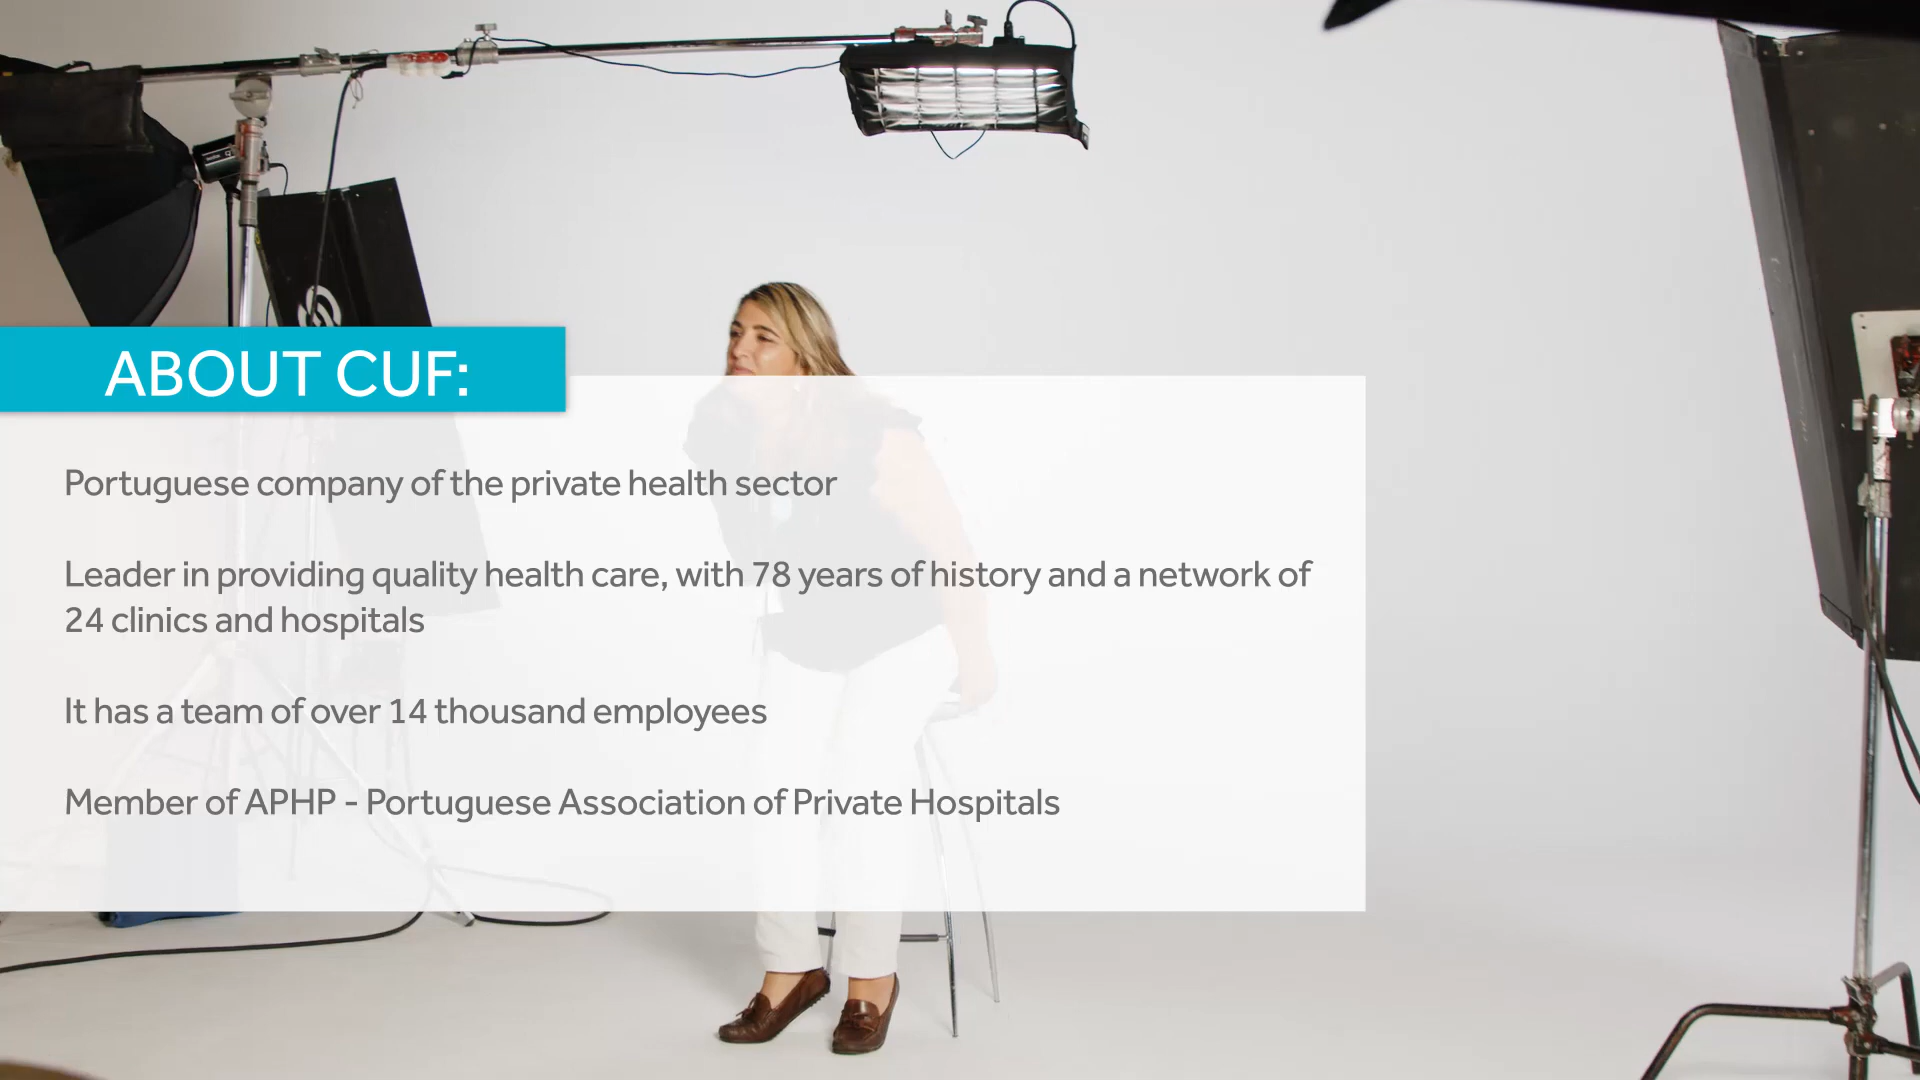 ABOUT CUF:
Portuguese company of the private health sector
Leader in providing quality health care, with 78 years of history and a network of
24 clinics and hospitals
It has a team of over 14 thousand employees
Member of APHP - Portuguese Association of Private Hospitals